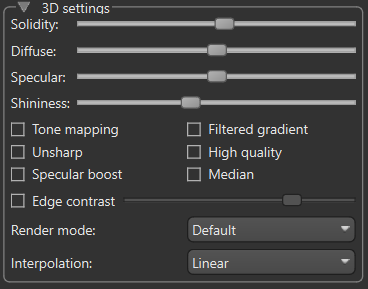 3D settings
Solidity:
Diffuse:
Specular:
Shininess:
Tone mapping Filtered gradient
Unsharp High quality
Specular boost Median
Edge contrast
Render mode: Default
Interpolation: Linear